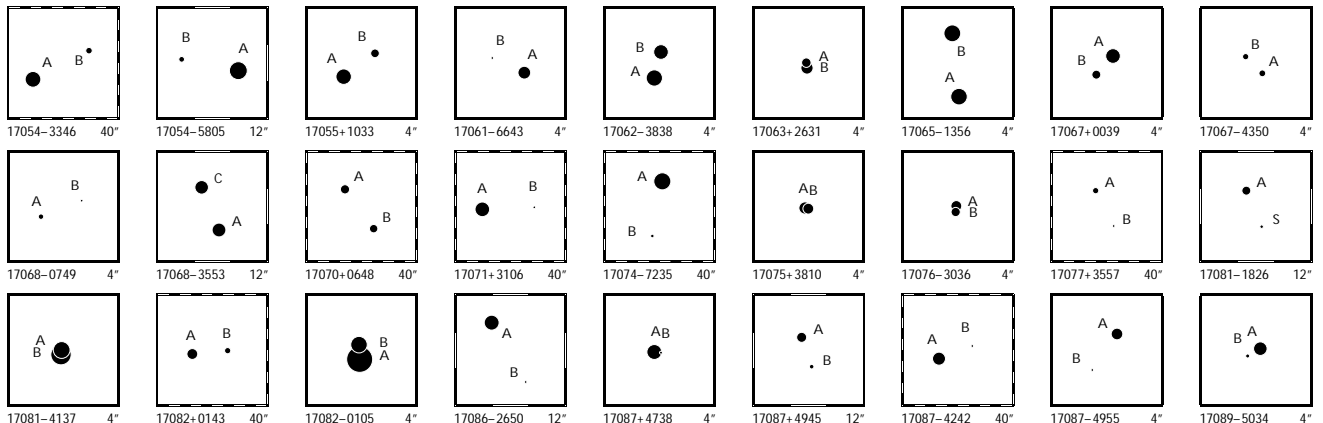 A B A B A B A B B A A B B A A B B A
17054−3346 40″ 17054−5805 12″ 17055+1033 4″ 17061−6643 4″ 17062−3838 4″ 17063+2631 4″ 17065−1356 4″ 17067+0039 4″ 17067−4350 4″
A B C A A B A B A B A B A B A B A S
17068−0749 4″ 17068−3553 12″ 17070+0648 40″ 17071+3106 40″ 17074−7235 40″ 17075+3810 4″ 17076−3036 4″ 17077+3557 40″ 17081−1826 12″
A B A B B A A B A B A B A B A B B A
17081−4137 4″ 17082+0143 40″ 17082−0105 4″ 17086−2650 12″ 17087+4738 4″ 17087+4945 12″ 17087−4242 40″ 17087−4955 4″ 17089−5034 4″